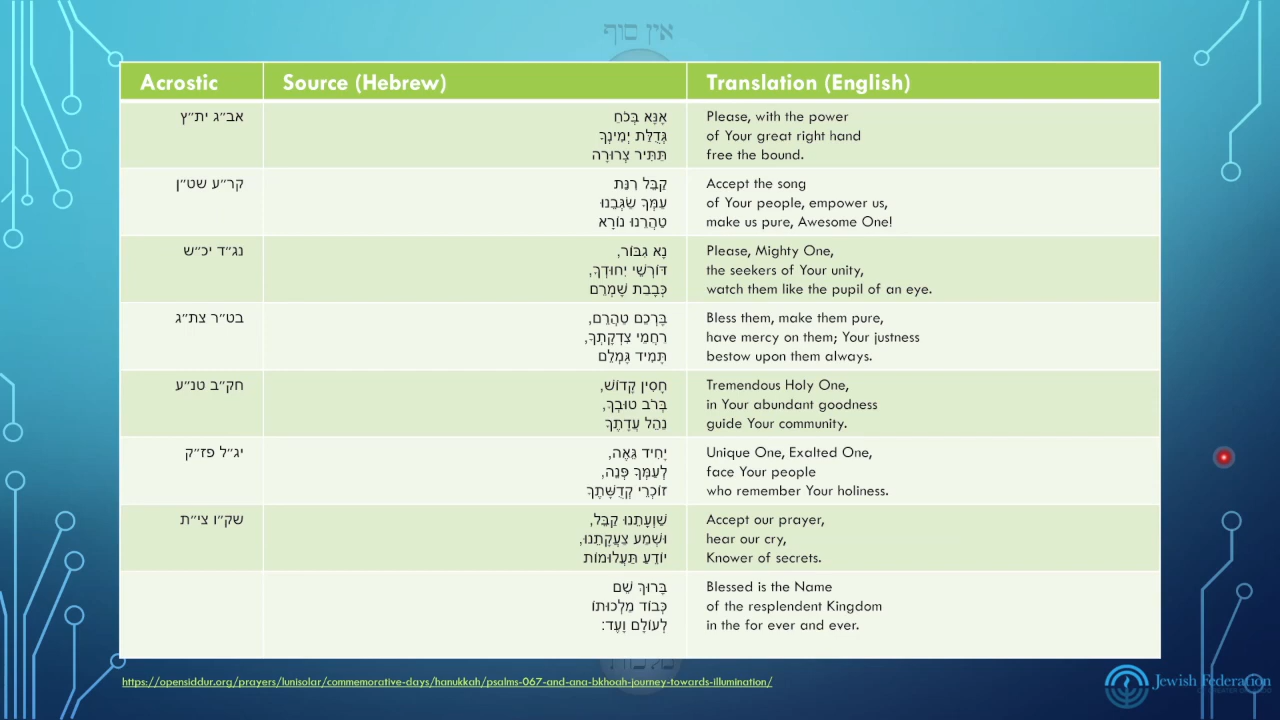 אין סוף
Acrostic
Source (Hebrew)
Translation (English)
אב״ג ית״ץ
אָנָּא בְּכֹחַ
גְּדֻלַּת יְמִינְךָ
תַּתִּיר צְרוּרָה
Please, with the power
of Your great right hand
free the bound.
קר״ע שט״ן
קַבֵּל רִנַּת
עַמְּךָ שַׂגְּבֵנוּ
טַהֲרֵנוּ נוֹרָא
Accept the song
of Your people, empower us,
make us pure, Awesome One!
נג״ד יכ״ש
נָא גִבּוֹר,
דּוֹרְשֵׁי יִחוּדְךָ,
כְּבָבַת שָׁמְרֵם
Please, Mighty One,
the seekers of Your unity,
watch them like the pupil of an eye.
בט״ר צת״ג
בָּרְכֵם טַהֲרֵם,
רַחֲמֵי צִדְקָתְךָ,
תָּמִיד גָּמְלֵם
Bless them, make them pure,
have mercy on them; Your justness
bestow upon them always.
חק״ב טנ״ע
חָסִין קָדוֹשׁ,
בְּרֹב טוּבְךָ,
נַהֵל עֲדָתֶךָ
Tremendous Holy One,
in Your abundant goodness
guide Your community.
יג״ל פז״ק
יָחִיד גֵּאֶה,
לְעַמְּךָ פְּנֵה,
זוֹכְרֵי קְדֻשָּׁתֶךָ
Unique One, Exalted One,
face Your people
who remember Your holiness.
שק״ו צי״ת
שַׁוְעָתֵנוּ קַבֵּל,
וּשְׁמַע צַעֲקָתֵנוּ,
יוֹדֵעַ תַּעֲלוּמוֹת
Accept our prayer,
hear our cry,
Knower of secrets.
בָּרוּךְ שֵׁם
כְּבוֹד מַלְכוּתוֹ
לְעוֹלָם וָעֶד:
Blessed is the Name
of the resplendent Kingdom
in the for ever and ever.
https://opensiddur.org/prayers/lunisolar/commemorative-days/hanukkah/psalms-067-and-ana-bkhoah-journey-towards-illumination/
Jewish Federation